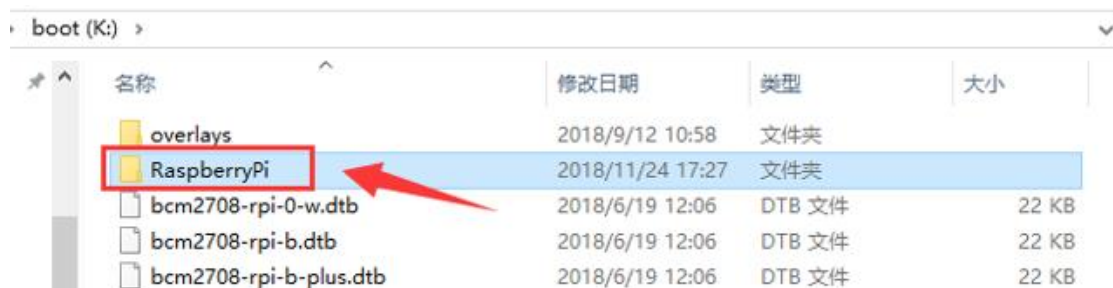 boot (K:)
名称 修改日期 类型 大小
overlays 2018/9/12 10:58 文件夹
RaspberryPi 2018/11/24 17:27 文件夹
bcm2708-rpi-0-w.dtb 2018/6/19 12:06 DTB 文件 22 KB
bcm2708-rpi-b.dtb 2018/6/19 12:06 DTB 文件 22 KB
bcm2708-rpi-b-plus.dtb 2018/6/19 12:06 DTB 文件 22 KB